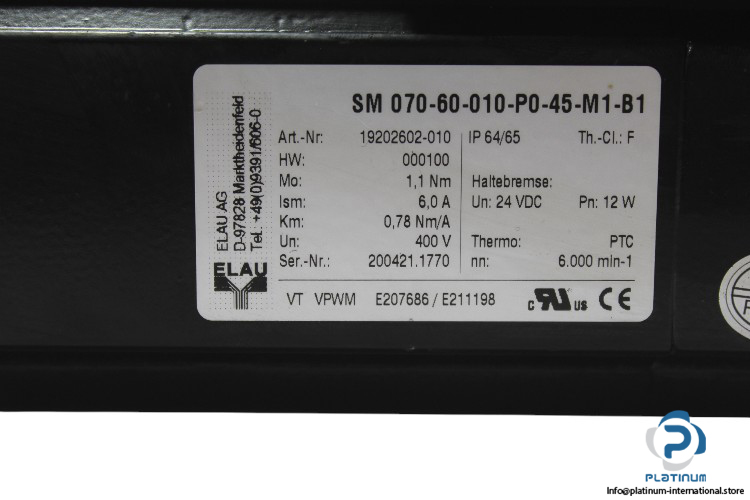 SM 070-60-010-P0-45-M1-B1
Art.-Nr: 19202602-010 IP 64/65 Th.-Cl.: F
HW: 000100
Mo: 1,1 Nm Haltebremse:
Ism: 6,0 A Un: 24 VDC Pn: 12 W
Km: 0,78 Nm/A
Un: 400 V Thermo: PTC
Ser.-Nr.: 200421.1770 nn: 6.000 min-1
VT VPWM E207686 / E211198 c RU us CE
ELAU AG
D-97828 Marktheidenfeld
Tel.: +49(0)9391/606-0
ELAU
PLATINUM
Info@platinum-international.store